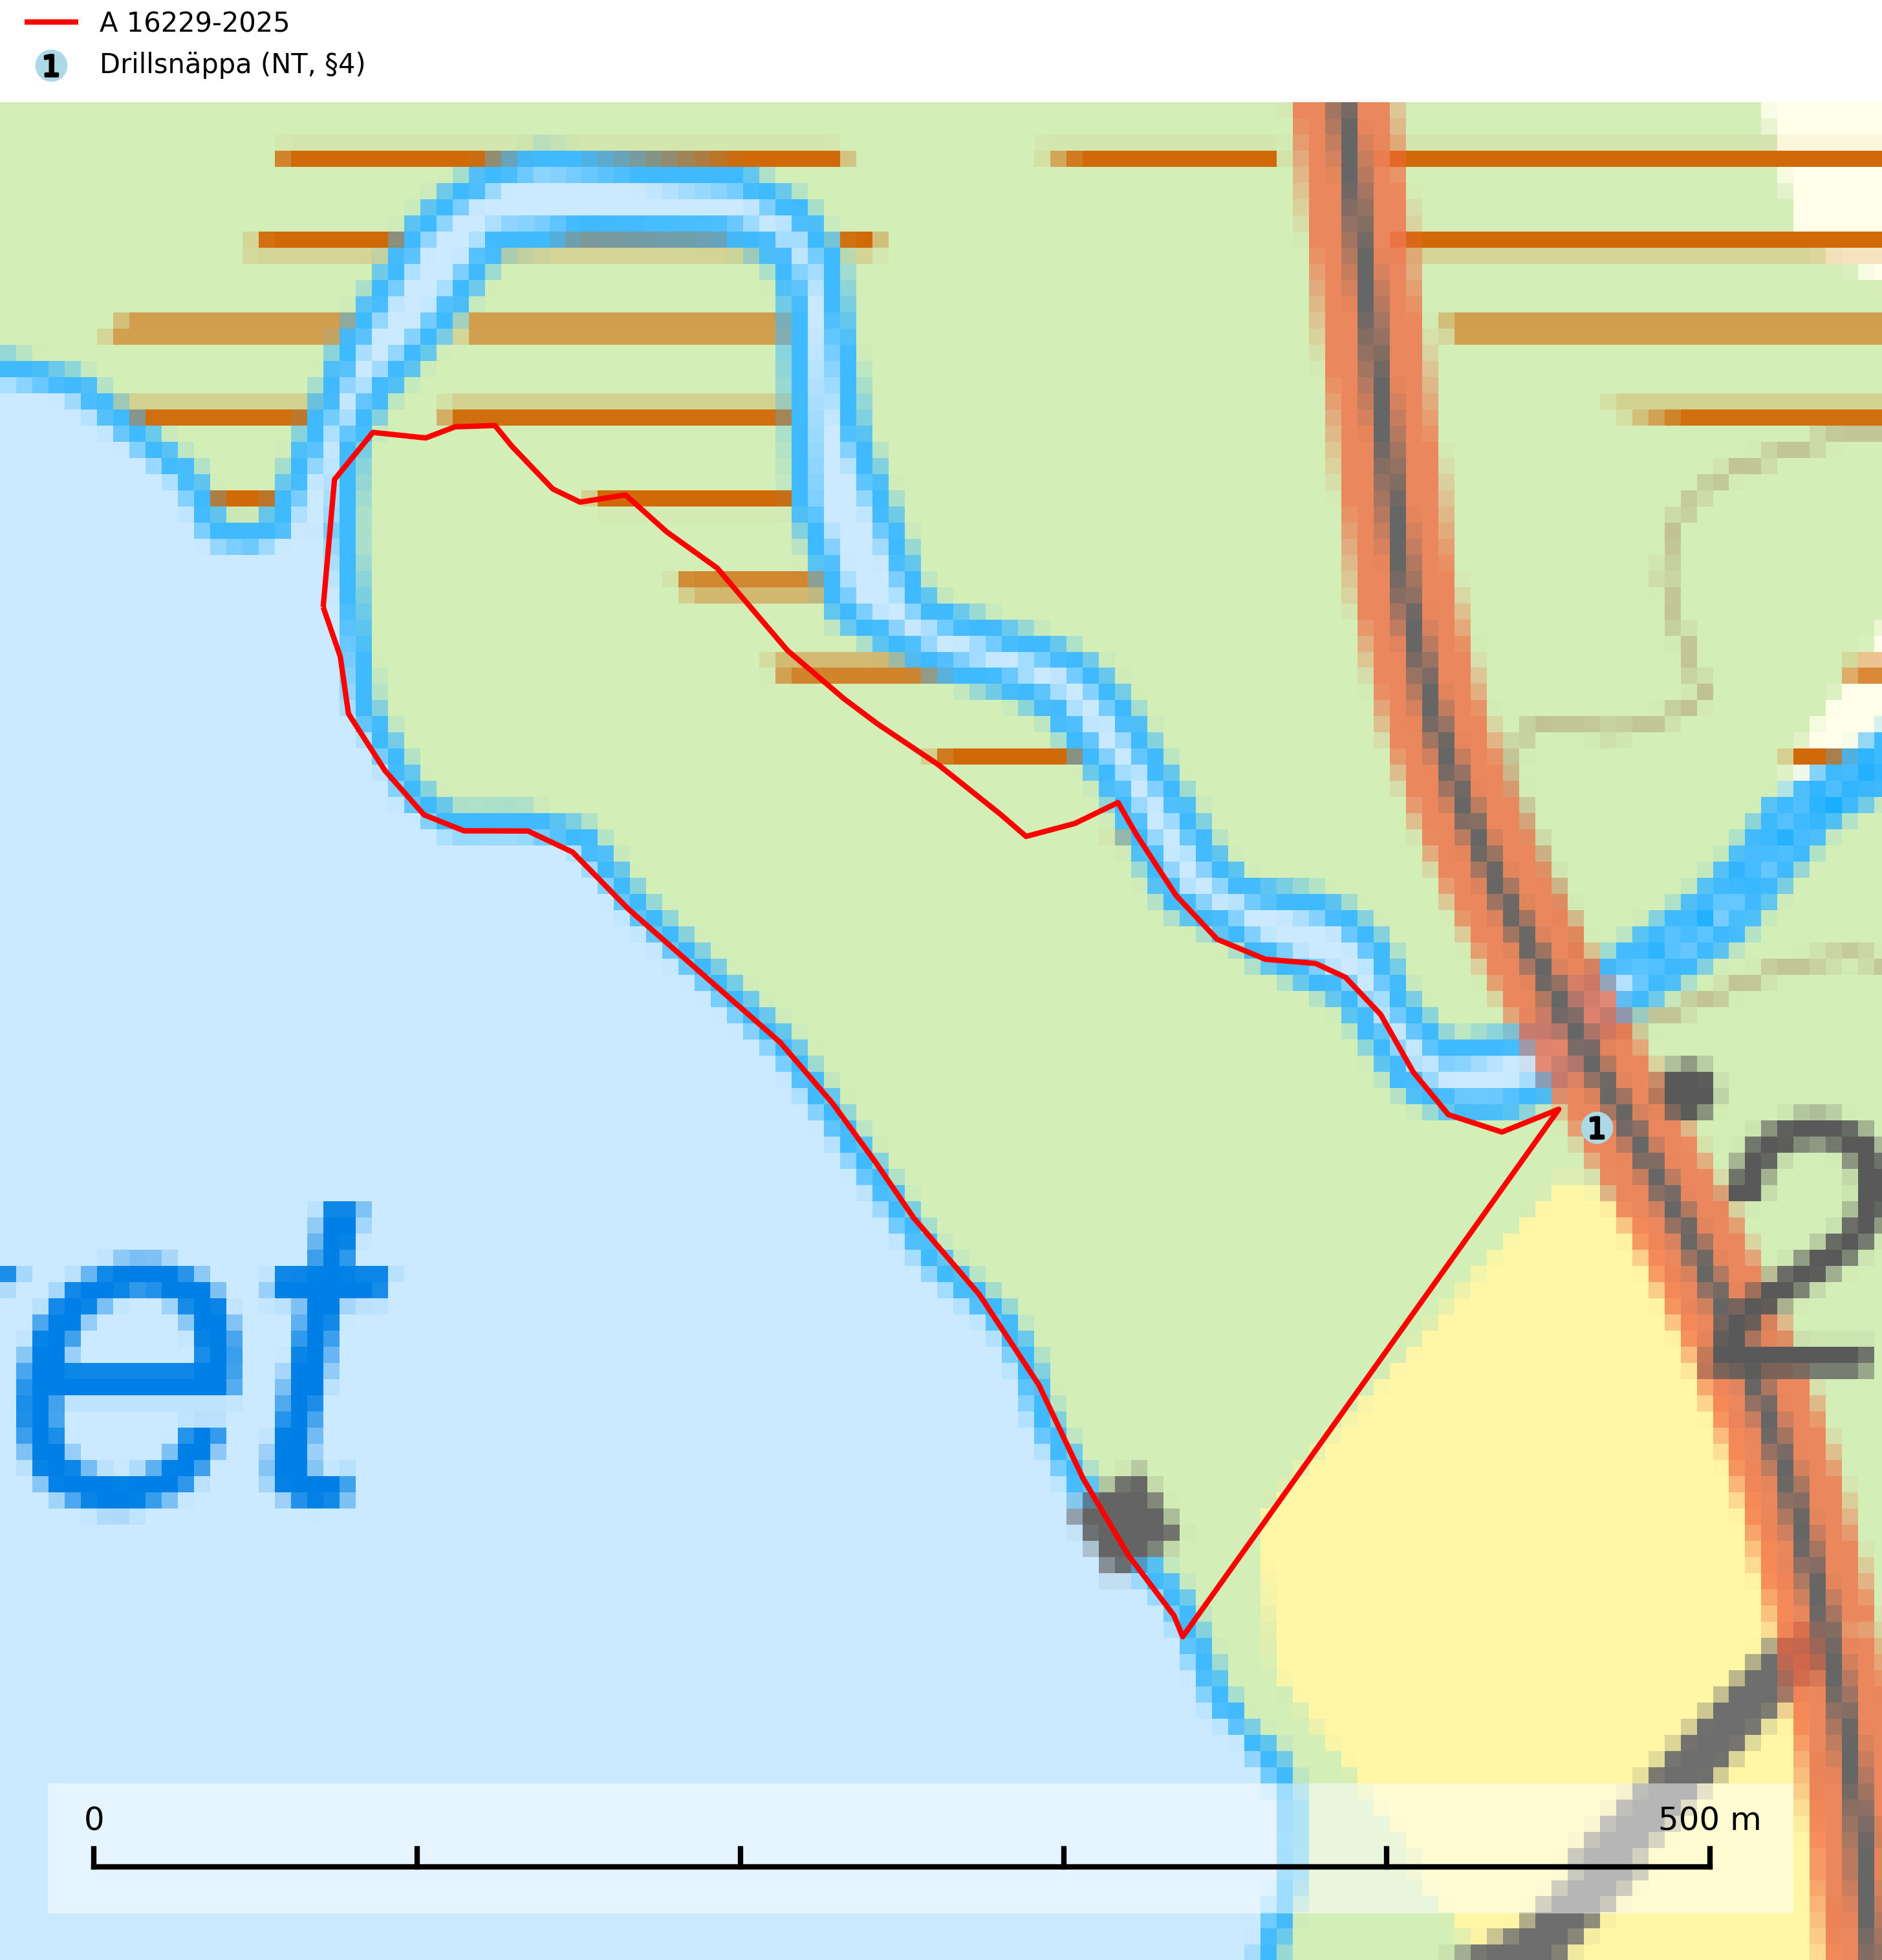 A 16229-2025
1 Drillsnäppa (NT, §4)
1
et
0 500 m